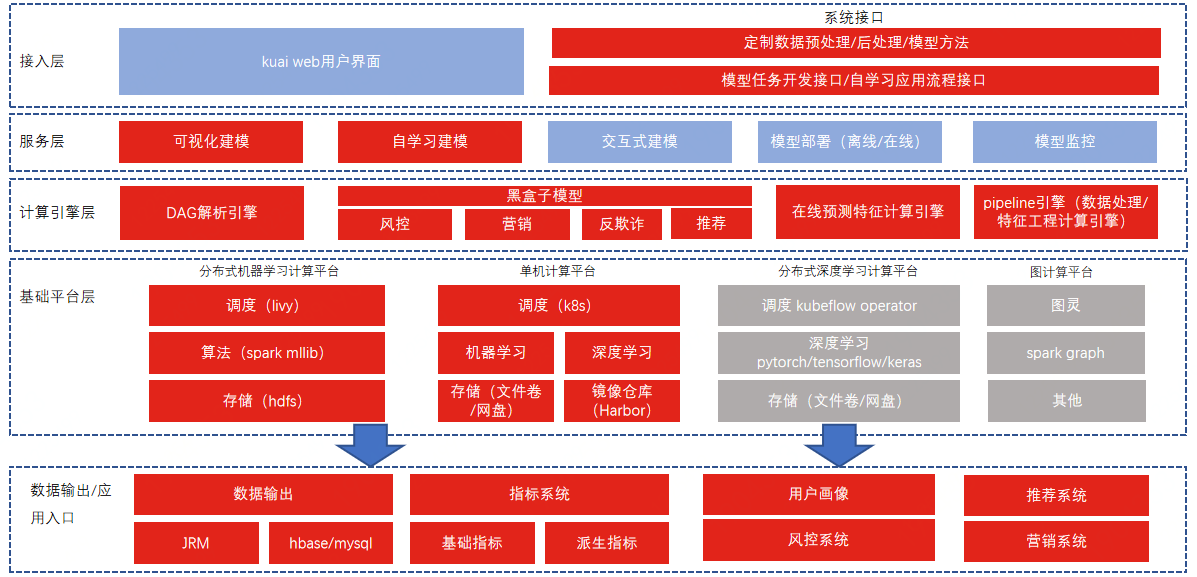 系统接口
接入层
kuai web用户界面
定制数据预处理/后处理/模型方法
模型任务开发接口/自学习应用流程接口
服务层
可视化建模
自学习建模
交互式建模
模型部署（离线/在线）
模型监控
计算引擎层
DAG解析引擎
黑盒子模型
风控
营销
反欺诈
推荐
在线预测特征计算引擎
pipeline引擎（数据处理/
特征工程计算引擎）
基础平台层
分布式机器学习计算平台
调度（livy）
算法（spark mllib）
存储（hdfs）
单机计算平台
调度（k8s）
机器学习
深度学习
存储（文件卷
/网盘）
镜像仓库
（Harbor）
分布式深度学习计算平台
调度 kubeflow operator
深度学习
pytorch/tensorflow/keras
存储（文件卷/网盘）
图计算平台
图灵
spark graph
其他
数据输出/应
用入口
数据输出
JRM
hbase/mysql
指标系统
基础指标
派生指标
用户画像
风控系统
推荐系统
营销系统